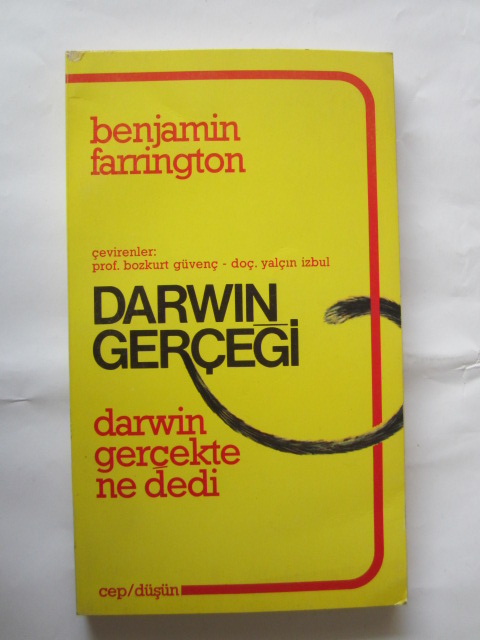 benjamin
farrington
çevirenler:
prof. bozkurt güvenç - doç. yalçın izbul
DARWIN
GERÇEĞİ
darwin
gerçekte
ne dedi
cep/düşün